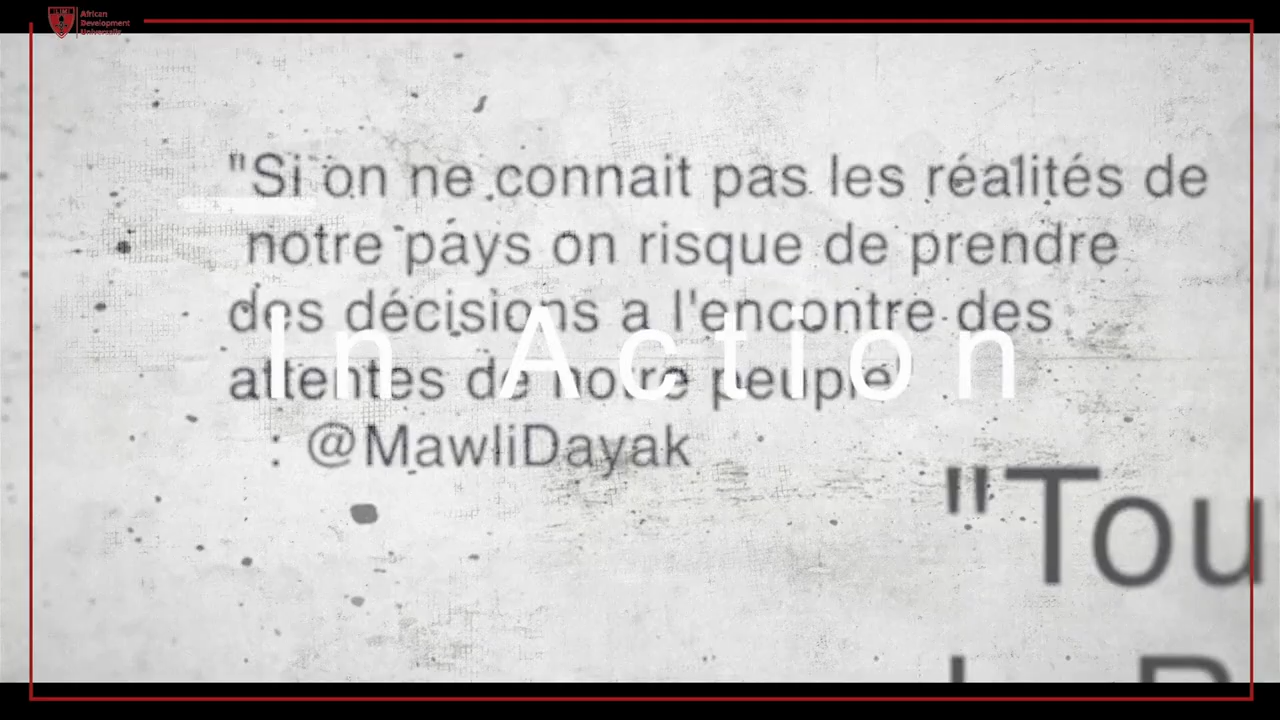 African
Development
Universalis
"Si on ne connait pas les réalités de
notre pays on risque de prendre
des décisions a l'encontre des
attentes de notre peuple
: @MawliDayak
In Action
"Tou